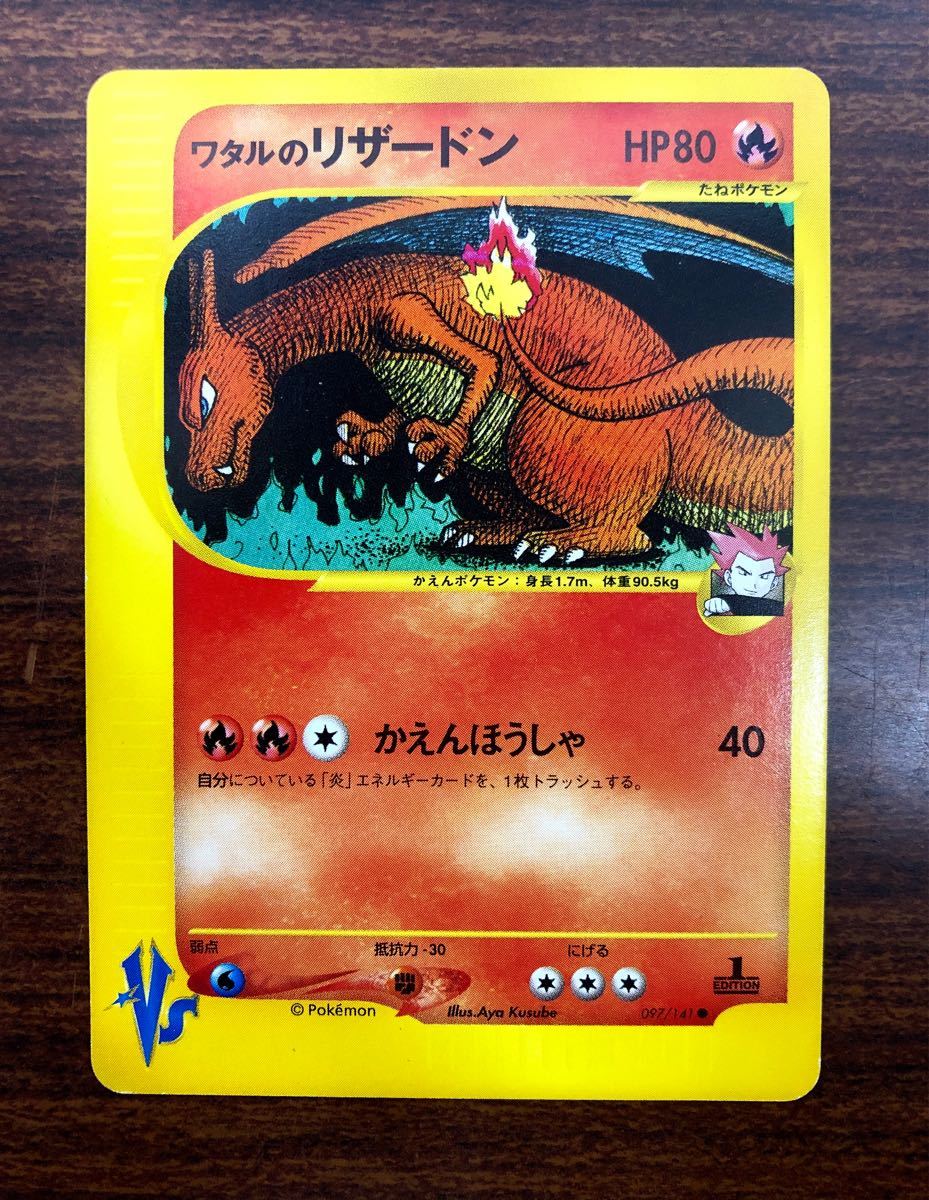 ワタルのリザードン HP80
たねポケモン
かえんポケモン：身長1.7m、体重90.5kg
かえんほうしゃ 40
自分についている「炎」エネルギーカードを、1枚トラッシュする。
弱点 抵抗力-30 にげる
1
EDITION
VS
© Pokémon Illus.Aya Kusube 097/141